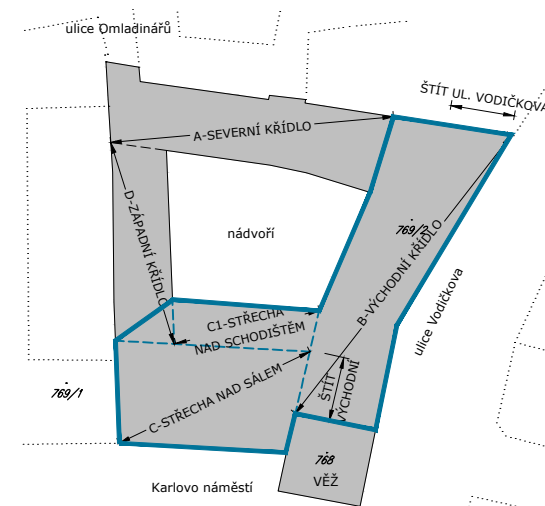 ulice Omladinářů
ŠTÍT UL. VODIČKOVA
A-SEVERNÍ KŘÍDLO
D-ZÁPADNÍ KŘÍDLO
nádvoří
769/2
B-VÝCHODNÍ KŘÍDLO
ulice Vodičkova
C1-STŘECHA
NAD SCHODIŠTĚM
C-STŘECHA NAD SÁLEM
ŠTÍT
VÝCHODNÍ
769/1
768
VĚŽ
Karlovo náměstí